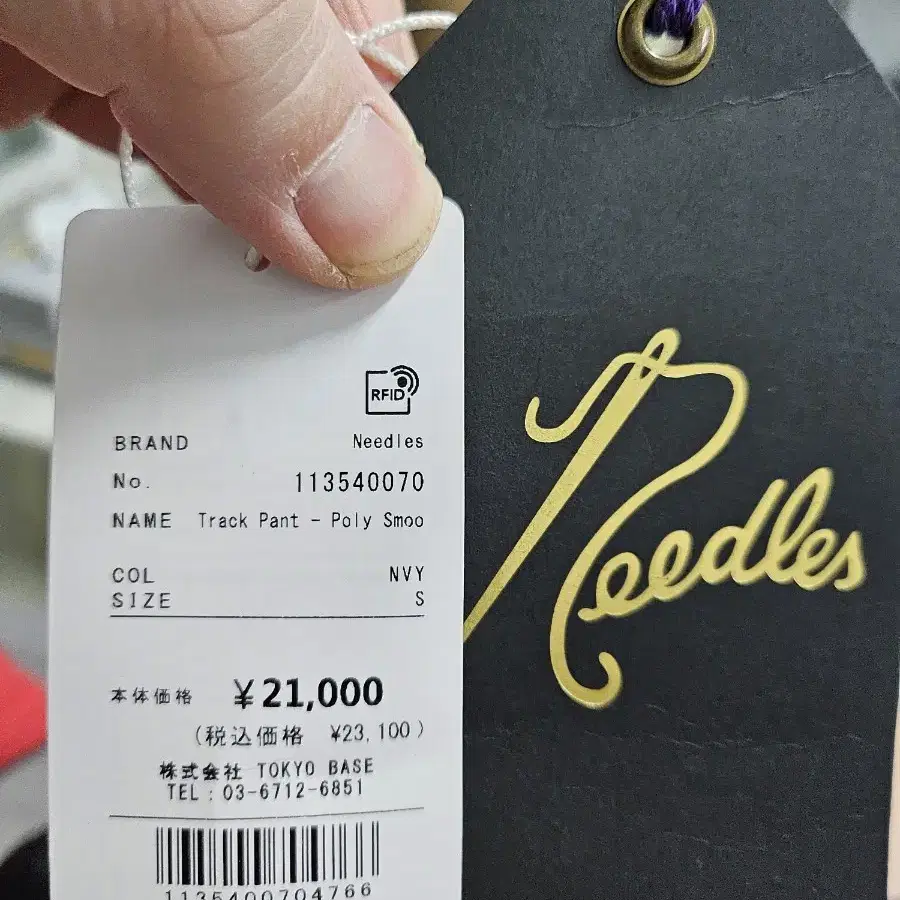 RFID
BRAND Needles
No. 113540070
NAME Track Pant - Poly Smoo
COL NVY
SIZE S
本体価格 ¥21,000
(税込価格 ¥23,100)
株式会社 TOKYO BASE
TEL:03-6712-6851
1135400704766
Needles